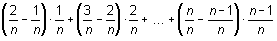 (2/n − 1/n) · 1/n + (3/n − 2/n) · 2/n + … + (n/n − n−1/n) · n−1/n